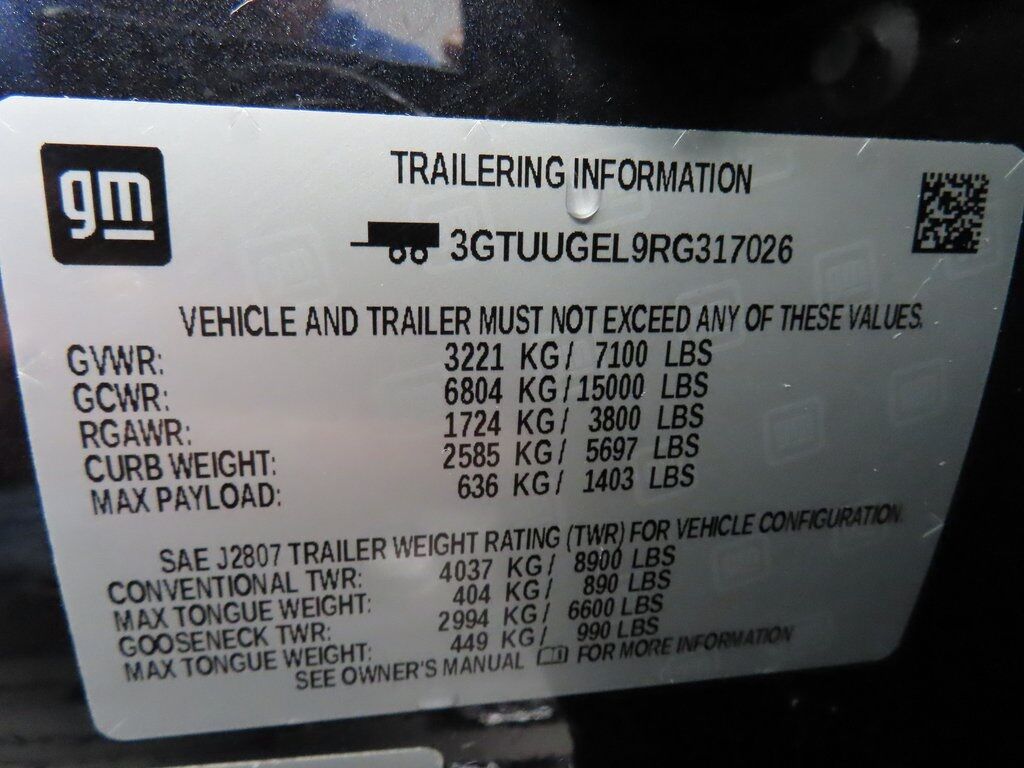 gm
TRAILERING INFORMATION
3GTUUGEL9RG317026
VEHICLE AND TRAILER MUST NOT EXCEED ANY OF THESE VALUES.
GVWR: 3221 KG/ 7100 LBS
GCWR: 6804 KG/ 15000 LBS
RGAWR: 1724 KG/ 3800 LBS
CURB WEIGHT: 2585 KG/ 5697 LBS
MAX PAYLOAD: 636 KG/ 1403 LBS
SAE J2807 TRAILER WEIGHT RATING (TWR) FOR VEHICLE CONFIGURATION
CONVENTIONAL TWR: 4037 KG/ 8900 LBS
MAX TONGUE WEIGHT: 404 KG/ 890 LBS
GOOSENECK TWR: 2994 KG/ 6600 LBS
MAX TONGUE WEIGHT: 449 KG/ 990 LBS
SEE OWNER'S MANUAL FOR MORE INFORMATION